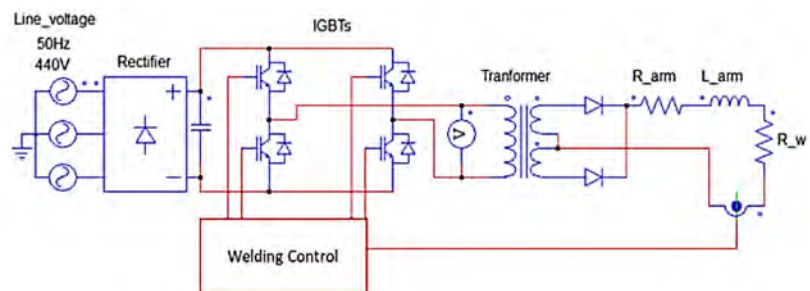 Line_voltage
50Hz
440V
Rectifier
IGBTs
Tranformer
R_arm
L_arm
R_w
V
Welding Control